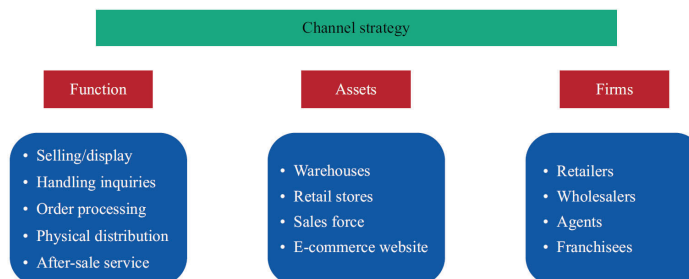 Channel strategy
Function
Assets
Firms
• Selling/display
• Handling inquiries
• Order processing
• Physical distribution
• After-sale service
• Warehouses
• Retail stores
• Sales force
• E-commerce website
• Retailers
• Wholesalers
• Agents
• Franchisees